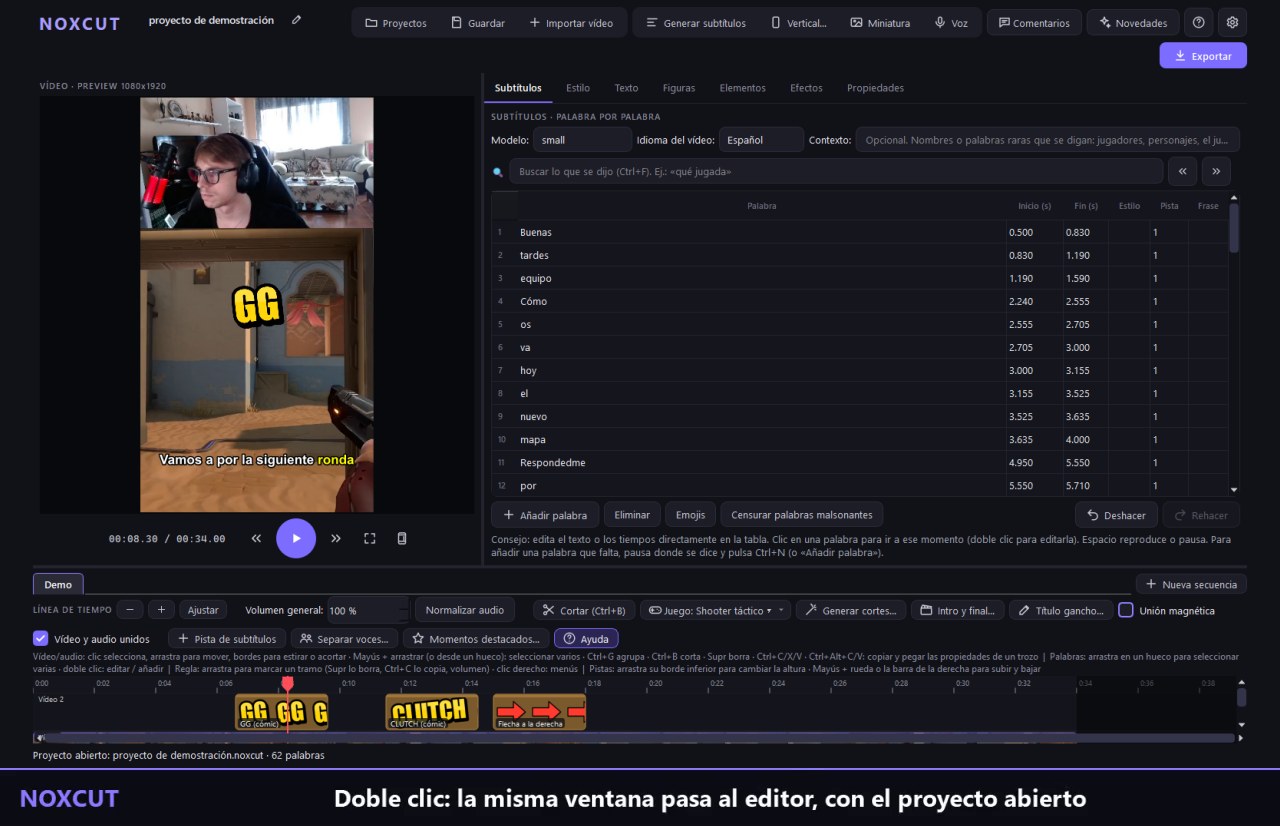 NOXCUT
proyecto de demostración
Proyectos
Guardar
Importar vídeo
Generar subtítulos
Vertical...
Miniatura
Voz
Comentarios
Novedades
Exportar
VÍDEO · PREVIEW 1080x1920
GG
Vamos a por la siguiente ronda
00:08.30 / 00:34.00
Subtítulos Estilo Texto Figuras Elementos Efectos Propiedades
SUBTÍTULOS · PALABRA POR PALABRA
Modelo: small Idioma del vídeo: Español Contexto: Opcional. Nombres o palabras raras que se digan: jugadores, personajes, el ju...
Buscar lo que se dijo (Ctrl+F). Ej.: «qué jugada» « »
Palabra Inicio (s) Fin (s) Estilo Pista Frase
1 Buenas 0.500 0.830 1
2 tardes 0.830 1.190 1
3 equipo 1.190 1.590 1
4 Cómo 2.240 2.555 1
5 os 2.555 2.705 1
6 va 2.705 3.000 1
7 hoy 3.000 3.155 1
8 el 3.155 3.525 1
9 nuevo 3.525 3.635 1
10 mapa 3.635 4.000 1
11 Respondedme 4.950 5.550 1
12 por 5.550 5.710 1
+ Añadir palabra Eliminar Emojis Censurar palabras malsonantes Deshacer Rehacer
Consejo: edita el texto o los tiempos directamente en la tabla. Clic en una palabra para ir a ese momento (doble clic para editarla). Espacio reproduce o pausa. Para
añadir una palabra que falta, pausa donde se dice y pulsa Ctrl+N (o «Añadir palabra»).
Demo + Nueva secuencia
LÍNEA DE TIEMPO − + Ajustar Volumen general: 100 % Normalizar audio Cortar (Ctrl+B) Juego: Shooter táctico Generar cortes... Intro y final... Título gancho... Unión magnética
Vídeo y audio unidos + Pista de subtítulos Separar voces... Momentos destacados... Ayuda
Vídeo/audio: clic selecciona, arrastra para mover, bordes para estirar o acortar · Mayús + arrastrar (o desde un hueco): seleccionar varios · Ctrl+G agrupa · Ctrl+B corta · Supr borra · Ctrl+C/X/V · Ctrl+Alt+C/V: copiar y pegar las propiedades de un trozo | Palabras: arrastra en un hueco para seleccionar
varias · doble clic: editar / añadir | Regla: arrastra para marcar un tramo (Supr lo borra, Ctrl+C lo copia, volumen) · clic derecho: menús | Pistas: arrastra su borde inferior para cambiar la altura · Mayús + rueda o la barra de la derecha para subir y bajar
0:00 0:02 0:04 0:06 0:10 0:12 0:14 0:16 0:18 0:20 0:22 0:24 0:26 0:28 0:30 0:32 0:34 0:36 0:38
Vídeo 2
GG GG G
GG (cómic)
CLUTCH
CLUTCH (cómic)
Flecha a la derecha
Proyecto abierto: proyecto de demostración.noxcut · 62 palabras
NOXCUT
Doble clic: la misma ventana pasa al editor, con el proyecto abierto